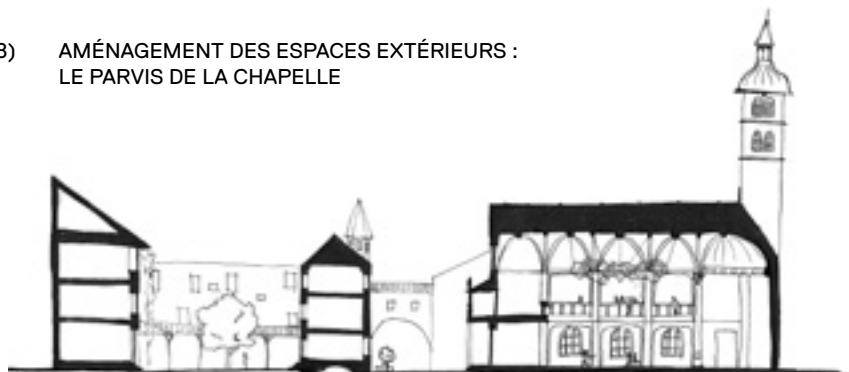 3) AMÉNAGEMENT DES ESPACES EXTÉRIEURS :
LE PARVIS DE LA CHAPELLE